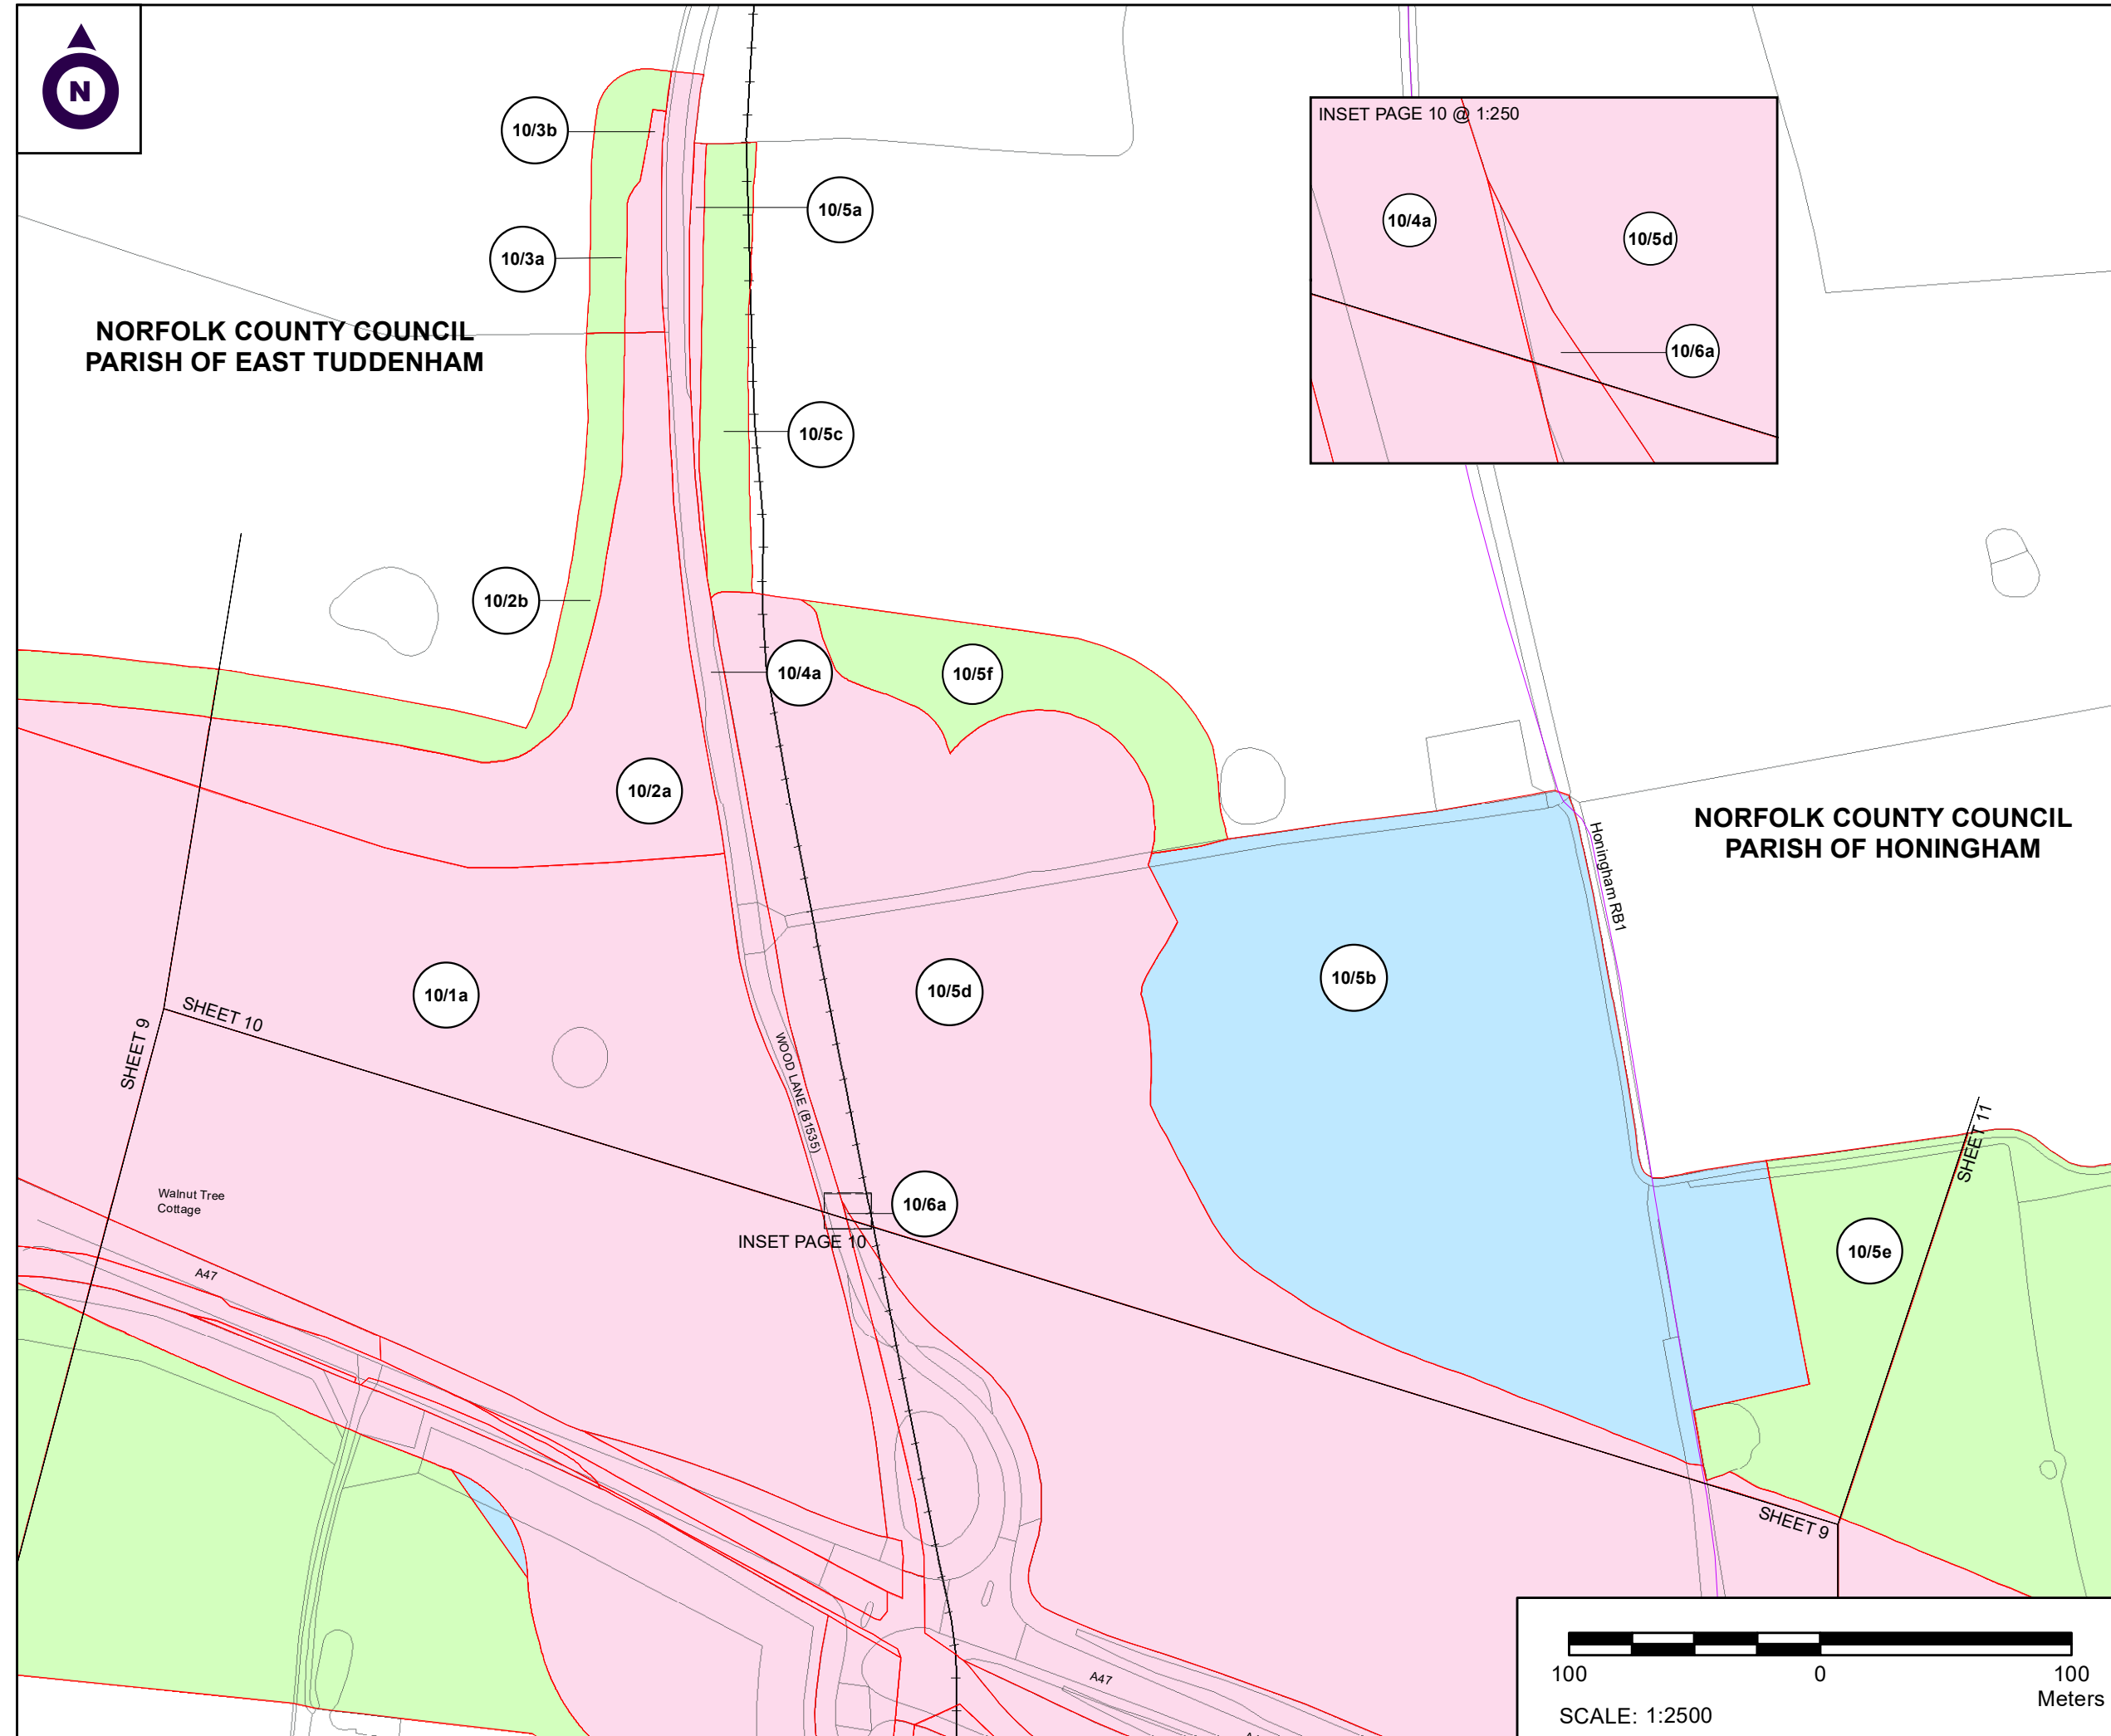 N
INSET PAGE 10 @ 1:250
10/3b
10/5a
10/4a
10/5d
10/3a
10/6a
NORFOLK COUNTY COUNCIL
PARISH OF EAST TUDDENHAM
10/5c
10/2b
10/4a
10/5f
10/2a
NORFOLK COUNTY COUNCIL
PARISH OF HONINGHAM
Honingham RB1
10/1a
10/5d
10/5b
SHEET 10
SHEET 9
WOOD LANE (B1535)
SHEET 11
Walnut Tree
Cottage
10/6a
INSET PAGE 10
10/5e
A47
SHEET 9
A47
100 0 100
Meters
SCALE: 1:2500